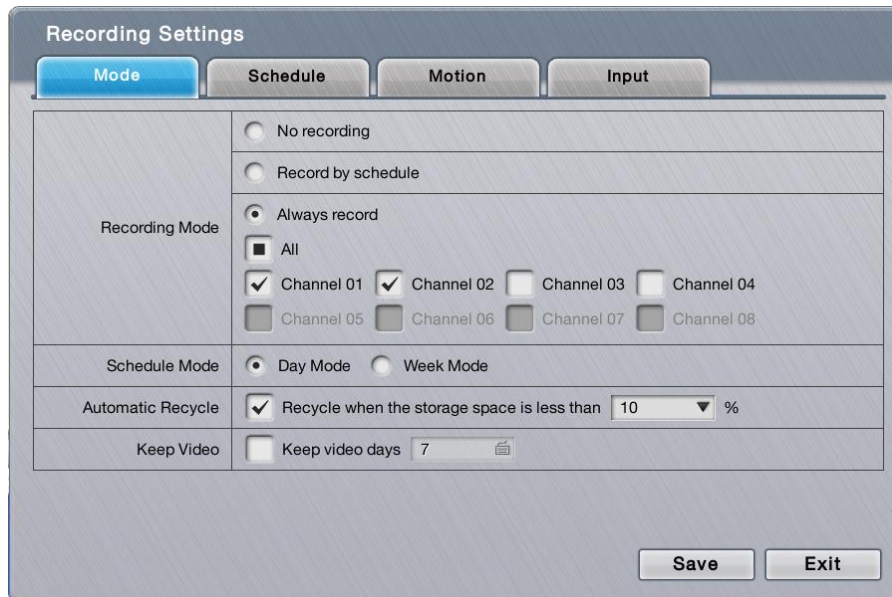 Recording Settings
Mode Schedule Motion Input
No recording
Record by schedule
Recording Mode
Always record
All
Channel 01 Channel 02 Channel 03 Channel 04
Channel 05 Channel 06 Channel 07 Channel 08
Schedule Mode Day Mode Week Mode
Automatic Recycle Recycle when the storage space is less than 10 %
Keep Video Keep video days 7
Save Exit